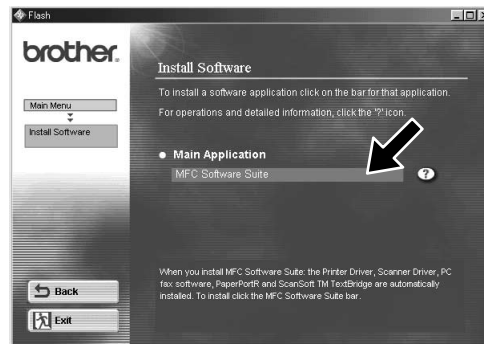 Flash
brother.
Main Menu
Install Software
Install Software
To install a software application click on the bar for that application.
For operations and detailed information, click the '?' icon.
Main Application
MFC Software Suite
?
When you install MFC Software Suite: the Printer Driver, Scanner Driver, PC
fax software, PaperPortR and ScanSoft TM TextBridge are automatically
installed. To install click the MFC Software Suite bar.
Back
Exit